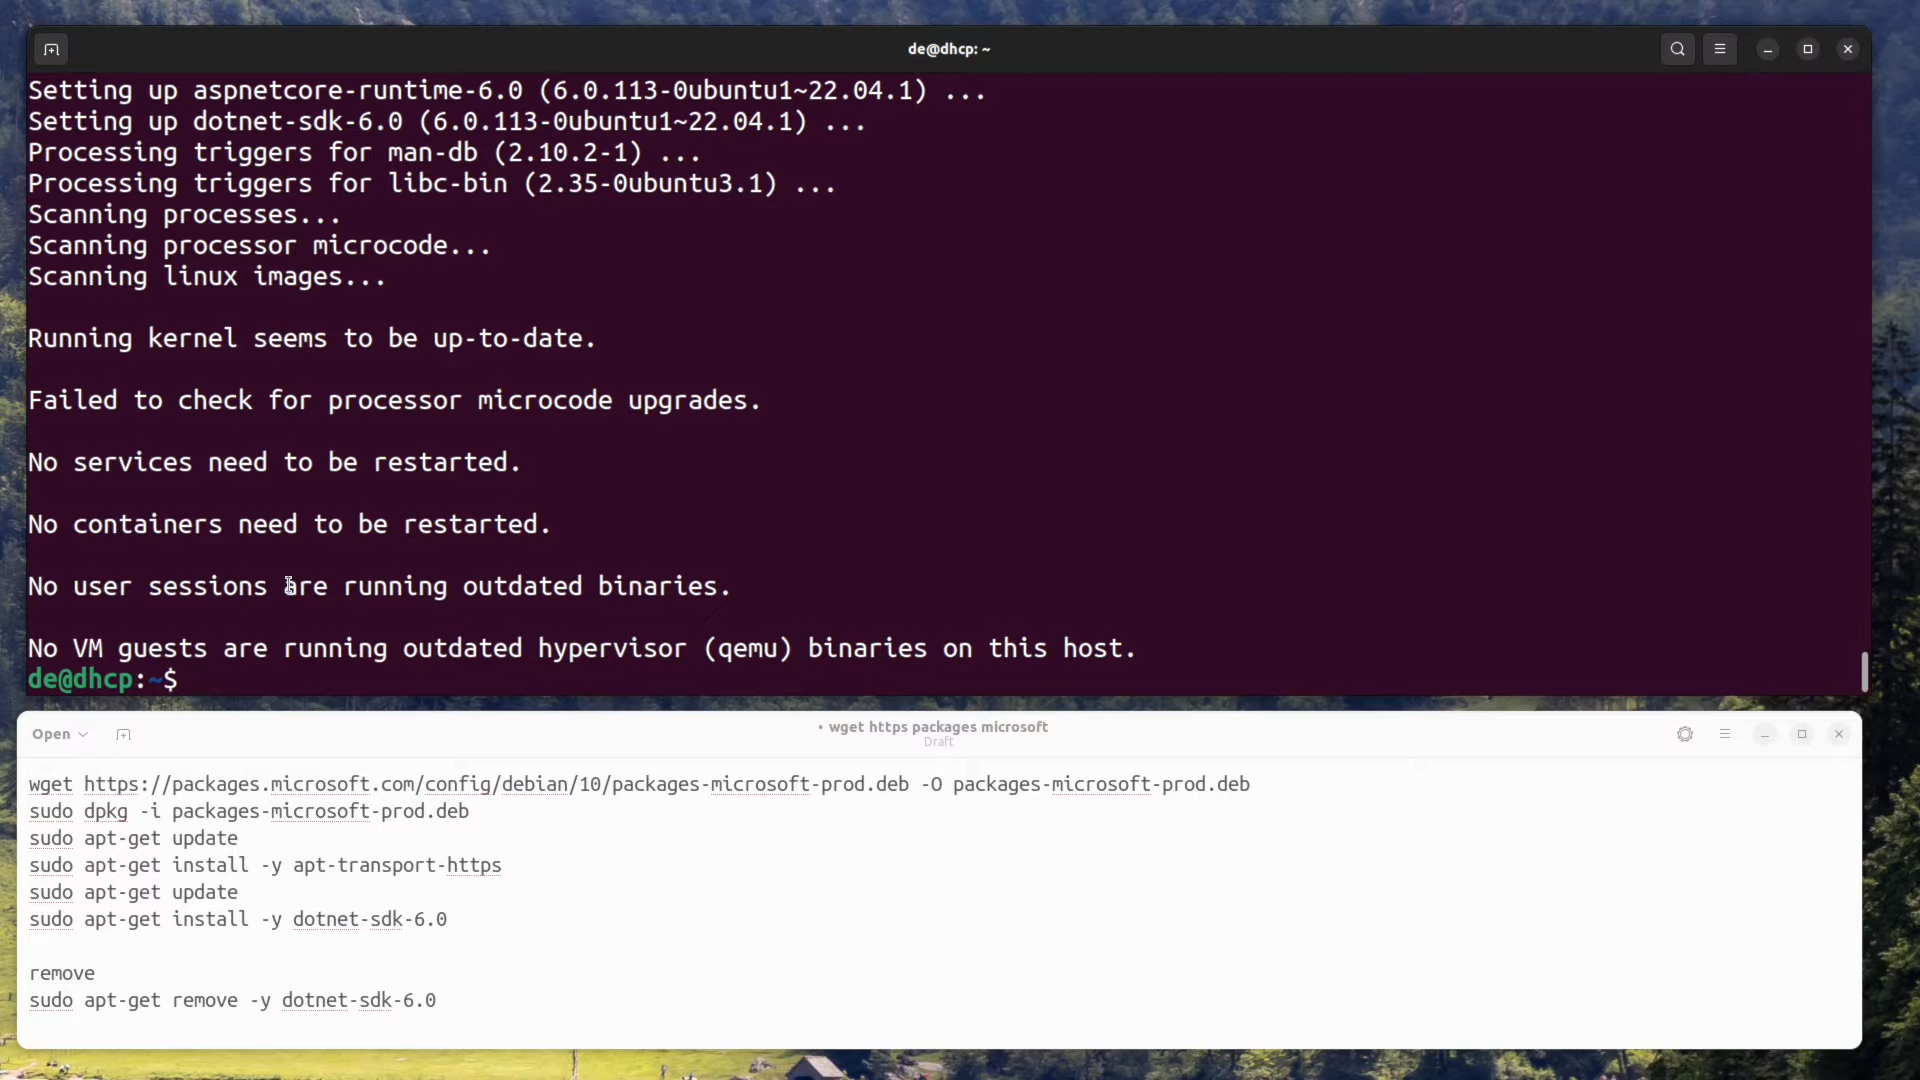 de@dhcp: ~
Setting up aspnetcore-runtime-6.0 (6.0.113-0ubuntu1~22.04.1) ...
Setting up dotnet-sdk-6.0 (6.0.113-0ubuntu1~22.04.1) ...
Processing triggers for man-db (2.10.2-1) ...
Processing triggers for libc-bin (2.35-0ubuntu3.1) ...
Scanning processes...
Scanning processor microcode...
Scanning linux images...
Running kernel seems to be up-to-date.
Failed to check for processor microcode upgrades.
No services need to be restarted.
No containers need to be restarted.
No user sessions are running outdated binaries.
No VM guests are running outdated hypervisor (qemu) binaries on this host.
de@dhcp:~$
Open
• wget https packages microsoft
Draft
wget https://packages.microsoft.com/config/debian/10/packages-microsoft-prod.deb -O packages-microsoft-prod.deb
sudo dpkg -i packages-microsoft-prod.deb
sudo apt-get update
sudo apt-get install -y apt-transport-https
sudo apt-get update
sudo apt-get install -y dotnet-sdk-6.0
remove
sudo apt-get remove -y dotnet-sdk-6.0